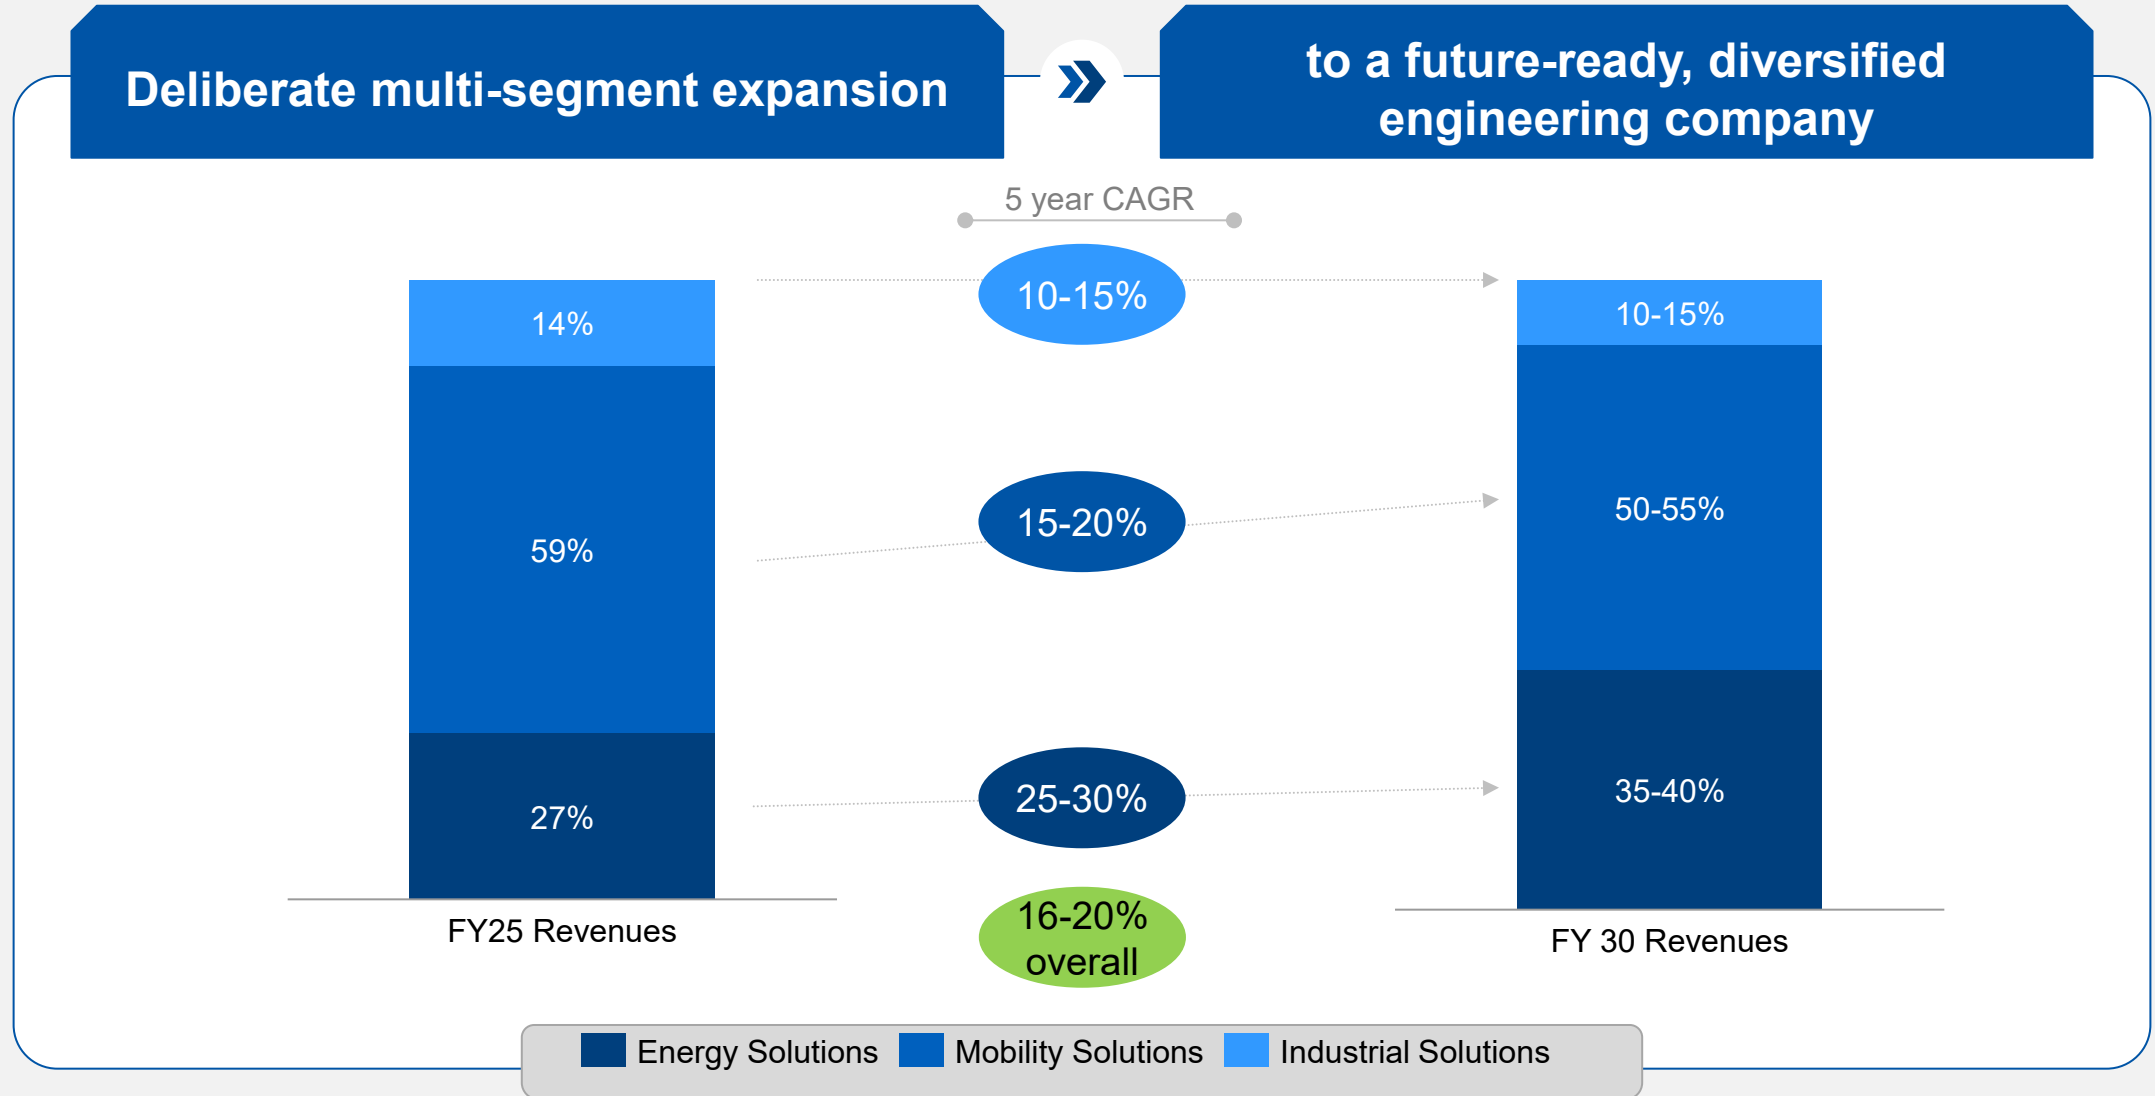 Deliberate multi-segment expansion
to a future-ready, diversified
engineering company
5 year CAGR
14%
59%
27%
FY25 Revenues
10-15%
15-20%
25-30%
16-20%
overall
10-15%
50-55%
35-40%
FY 30 Revenues
Energy Solutions
Mobility Solutions
Industrial Solutions